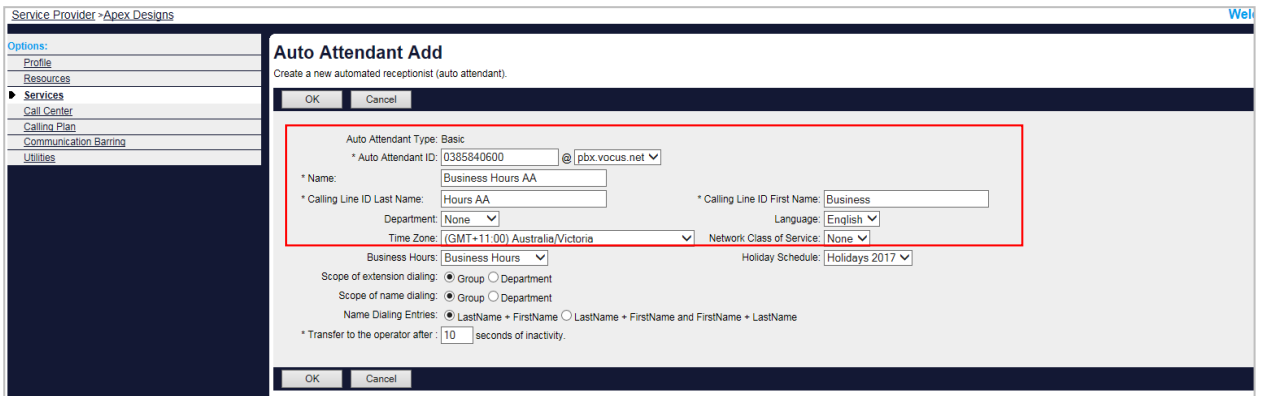 Service Provider >Apex Designs
Options:
Profile
Resources
Services
Call Center
Calling Plan
Communication Barring
Utilities
Auto Attendant Add
Create a new automated receptionist (auto attendant).
OK Cancel
Auto Attendant Type: Basic
* Auto Attendant ID: 0385840600 @ pbx.vocus.net
* Name: Business Hours AA
* Calling Line ID Last Name: Hours AA * Calling Line ID First Name: Business
Department: None Language: English
Time Zone: (GMT+11:00) Australia/Victoria Network Class of Service: None
Business Hours: Business Hours Holiday Schedule: Holidays 2017
Scope of extension dialing: Group Department
Scope of name dialing: Group Department
Name Dialing Entries: LastName + FirstName LastName + FirstName and FirstName + LastName
* Transfer to the operator after : 10 seconds of inactivity.
OK Cancel